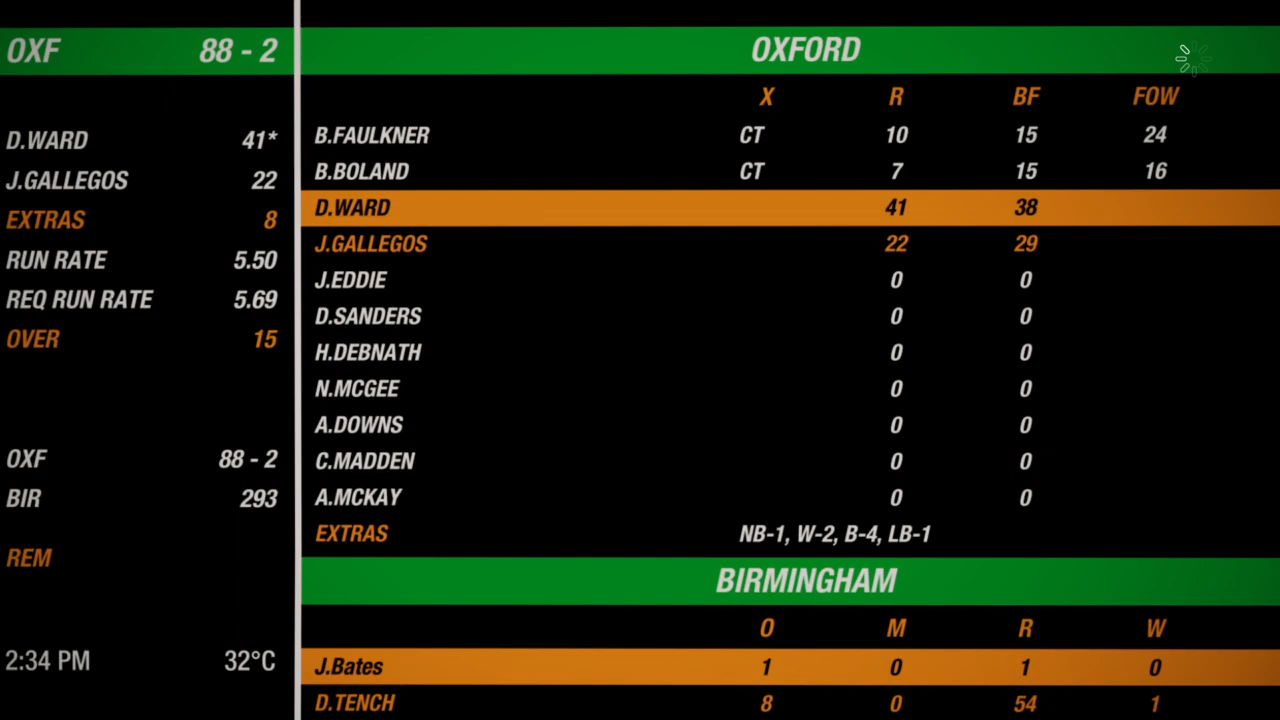 OXF 88 - 2
D.WARD 41*
J.GALLEGOS 22
EXTRAS 8
RUN RATE 5.50
REQ RUN RATE 5.69
OVER 15
OXF 88 - 2
BIR 293
REM
2:34 PM 32°C
OXFORD
X R BF FOW
B.FAULKNER CT 10 15 24
B.BOLAND CT 7 15 16
D.WARD 41 38
J.GALLEGOS 22 29
J.EDDIE 0 0
D.SANDERS 0 0
H.DEBNATH 0 0
N.MCGEE 0 0
A.DOWNS 0 0
C.MADDEN 0 0
A.MCKAY 0 0
EXTRAS NB-1, W-2, B-4, LB-1
BIRMINGHAM
O M R W
J.Bates 1 0 1 0
D.TENCH 8 0 54 1